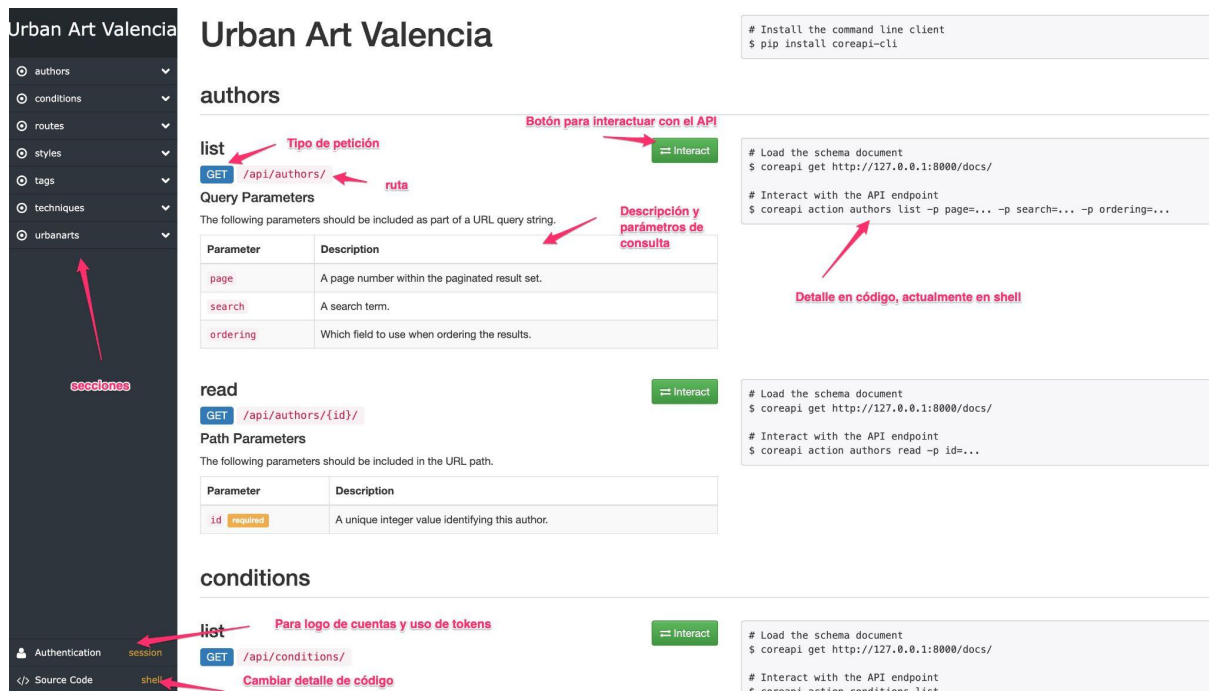 Urban Art Valencia
authors
conditions
routes
styles
tags
techniques
urbanarts
secciones
Authentication session
</> Source Code shell
Urban Art Valencia
# Install the command line client
$ pip install coreapi-cli
authors
Botón para interactuar con el API
list
Tipo de petición
Interact
GET /api/authors/
ruta
Query Parameters
The following parameters should be included as part of a URL query string.
Descripción y
parámetros de
consulta
Parameter Description
page A page number within the paginated result set.
search A search term.
ordering Which field to use when ordering the results.
# Load the schema document
$ coreapi get http://127.0.0.1:8000/docs/
# Interact with the API endpoint
$ coreapi action authors list -p page=... -p search=... -p ordering=...
Detalle en código, actualmente en shell
read
Interact
GET /api/authors/{id}/
Path Parameters
The following parameters should be included in the URL path.
Parameter Description
id required A unique integer value identifying this author.
# Load the schema document
$ coreapi get http://127.0.0.1:8000/docs/
# Interact with the API endpoint
$ coreapi action authors read -p id=...
conditions
list
Para logo de cuentas y uso de tokens
Interact
GET /api/conditions/
Cambiar detalle de código
# Load the schema document
$ coreapi get http://127.0.0.1:8000/docs/
# Interact with the API endpoint
$ coreapi action conditions list